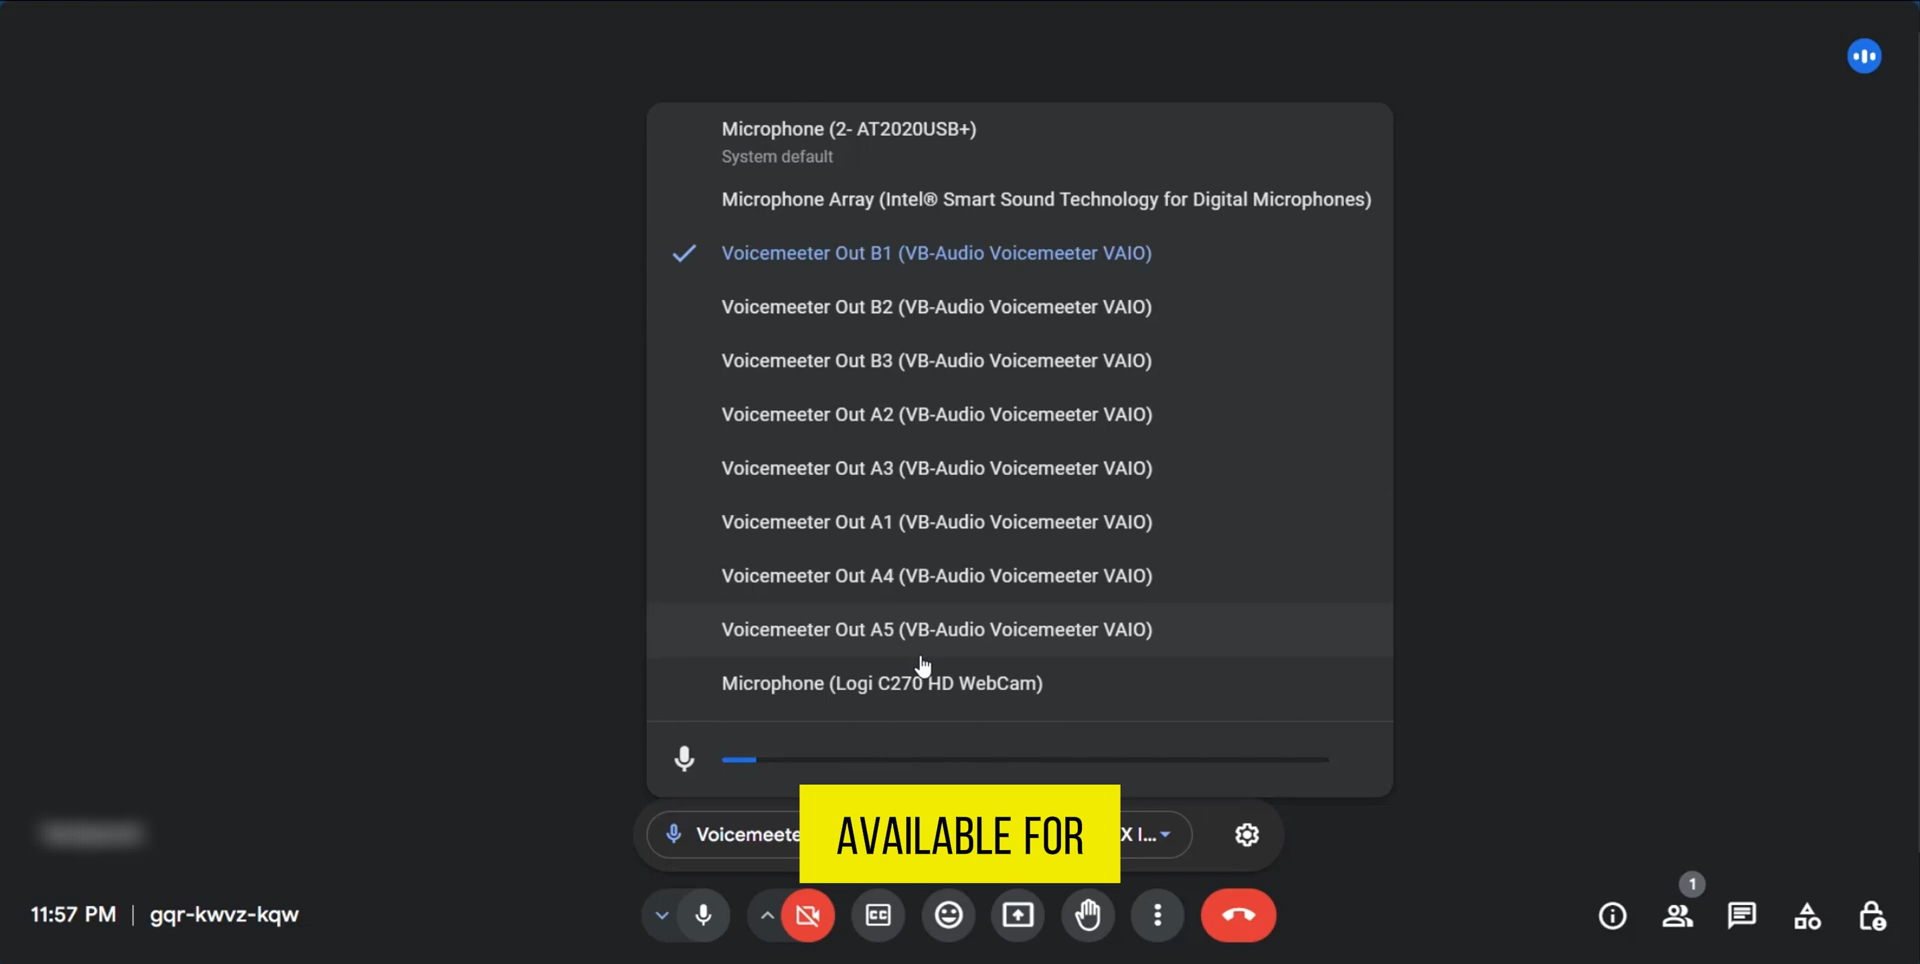 Microphone (2- AT2020USB+)
System default
Microphone Array (Intel® Smart Sound Technology for Digital Microphones)
Voicemeeter Out B1 (VB-Audio Voicemeeter VAIO)
Voicemeeter Out B2 (VB-Audio Voicemeeter VAIO)
Voicemeeter Out B3 (VB-Audio Voicemeeter VAIO)
Voicemeeter Out A2 (VB-Audio Voicemeeter VAIO)
Voicemeeter Out A3 (VB-Audio Voicemeeter VAIO)
Voicemeeter Out A1 (VB-Audio Voicemeeter VAIO)
Voicemeeter Out A4 (VB-Audio Voicemeeter VAIO)
Voicemeeter Out A5 (VB-Audio Voicemeeter VAIO)
Microphone (Logi C270 HD WebCam)
Voicemeete AVAILABLE FOR X I...
1
11:57 PM | gqr-kwvz-kqw CC